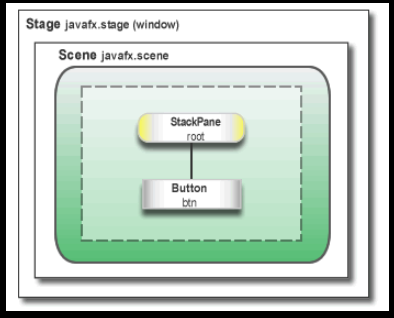 Stage javafx.stage (window)
Scene javafx.scene
StackPane
root
Button
btn